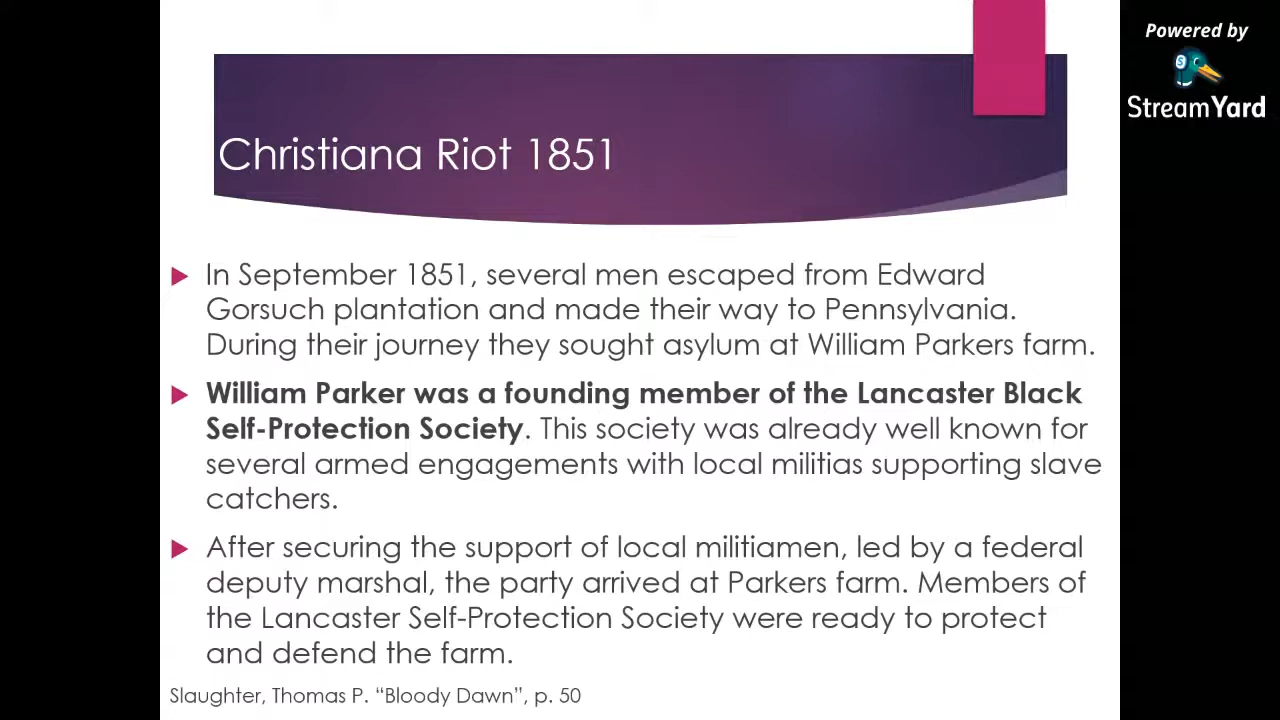 Powered by
StreamYard
Christiana Riot 1851
In September 1851, several men escaped from Edward
Gorsuch plantation and made their way to Pennsylvania.
During their journey they sought asylum at William Parkers farm.
William Parker was a founding member of the Lancaster Black
Self-Protection Society. This society was already well known for
several armed engagements with local militias supporting slave
catchers.
After securing the support of local militiamen, led by a federal
deputy marshal, the party arrived at Parkers farm. Members of
the Lancaster Self-Protection Society were ready to protect
and defend the farm.
Slaughter, Thomas P. “Bloody Dawn”, p. 50